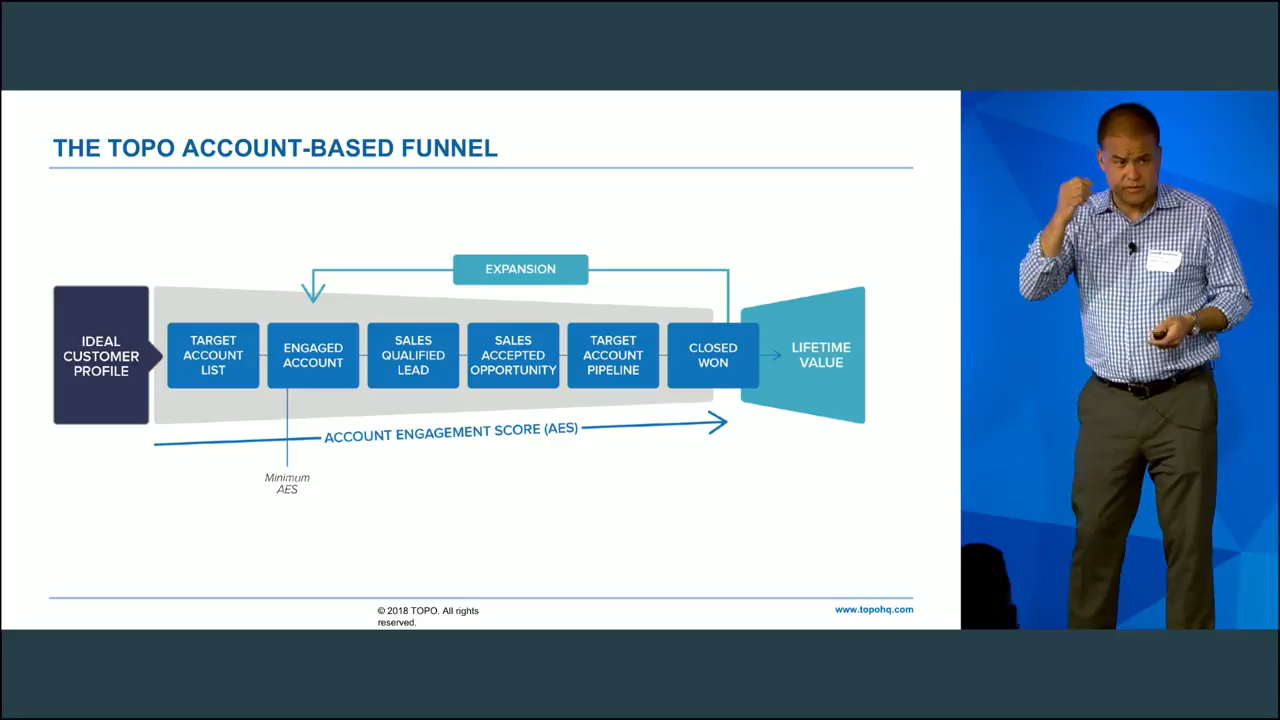 THE TOPO ACCOUNT-BASED FUNNEL
EXPANSION
IDEAL
CUSTOMER
PROFILE
TARGET
ACCOUNT
LIST
ENGAGED
ACCOUNT
SALES
QUALIFIED
LEAD
SALES
ACCEPTED
OPPORTUNITY
TARGET
ACCOUNT
PIPELINE
CLOSED
WON
LIFETIME
VALUE
ACCOUNT ENGAGEMENT SCORE (AES)
Minimum
AES
© 2018 TOPO. All rights
reserved.
www.topohq.com